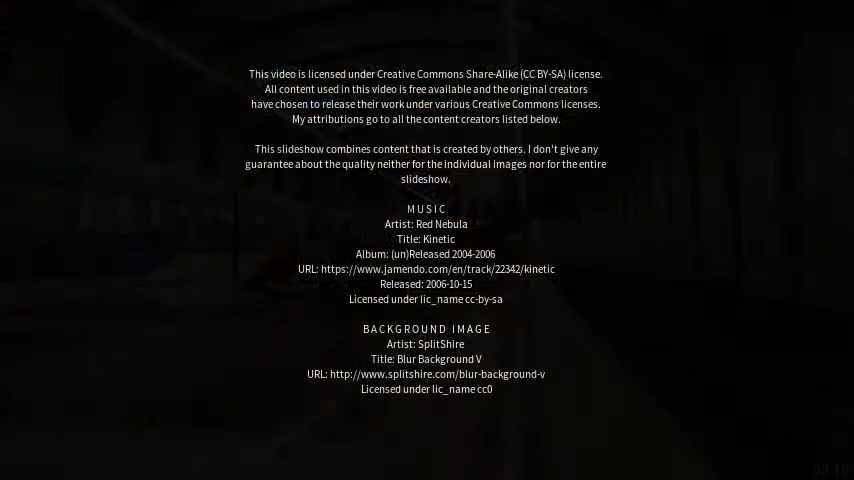 This video is licensed under Creative Commons Share-Alike (CC BY-SA) license.
All content used in this video is free available and the original creators
have chosen to release their work under various Creative Commons licenses.
My attributions go to all the content creators listed below.
This slideshow combines content that is created by others. I don't give any
guarantee about the quality neither for the individual images nor for the entire
slideshow.
MUSIC
Artist: Red Nebula
Title: Kinetic
Album: (un)Released 2004-2006
URL: https://www.jamendo.com/en/track/22342/kinetic
Released: 2006-10-15
Licensed under lic_name cc-by-sa
BACKGROUND IMAGE
Artist: SplitShire
Title: Blur Background V
URL: http://www.splitshire.com/blur-background-v
Licensed under lic_name cc0
03.10